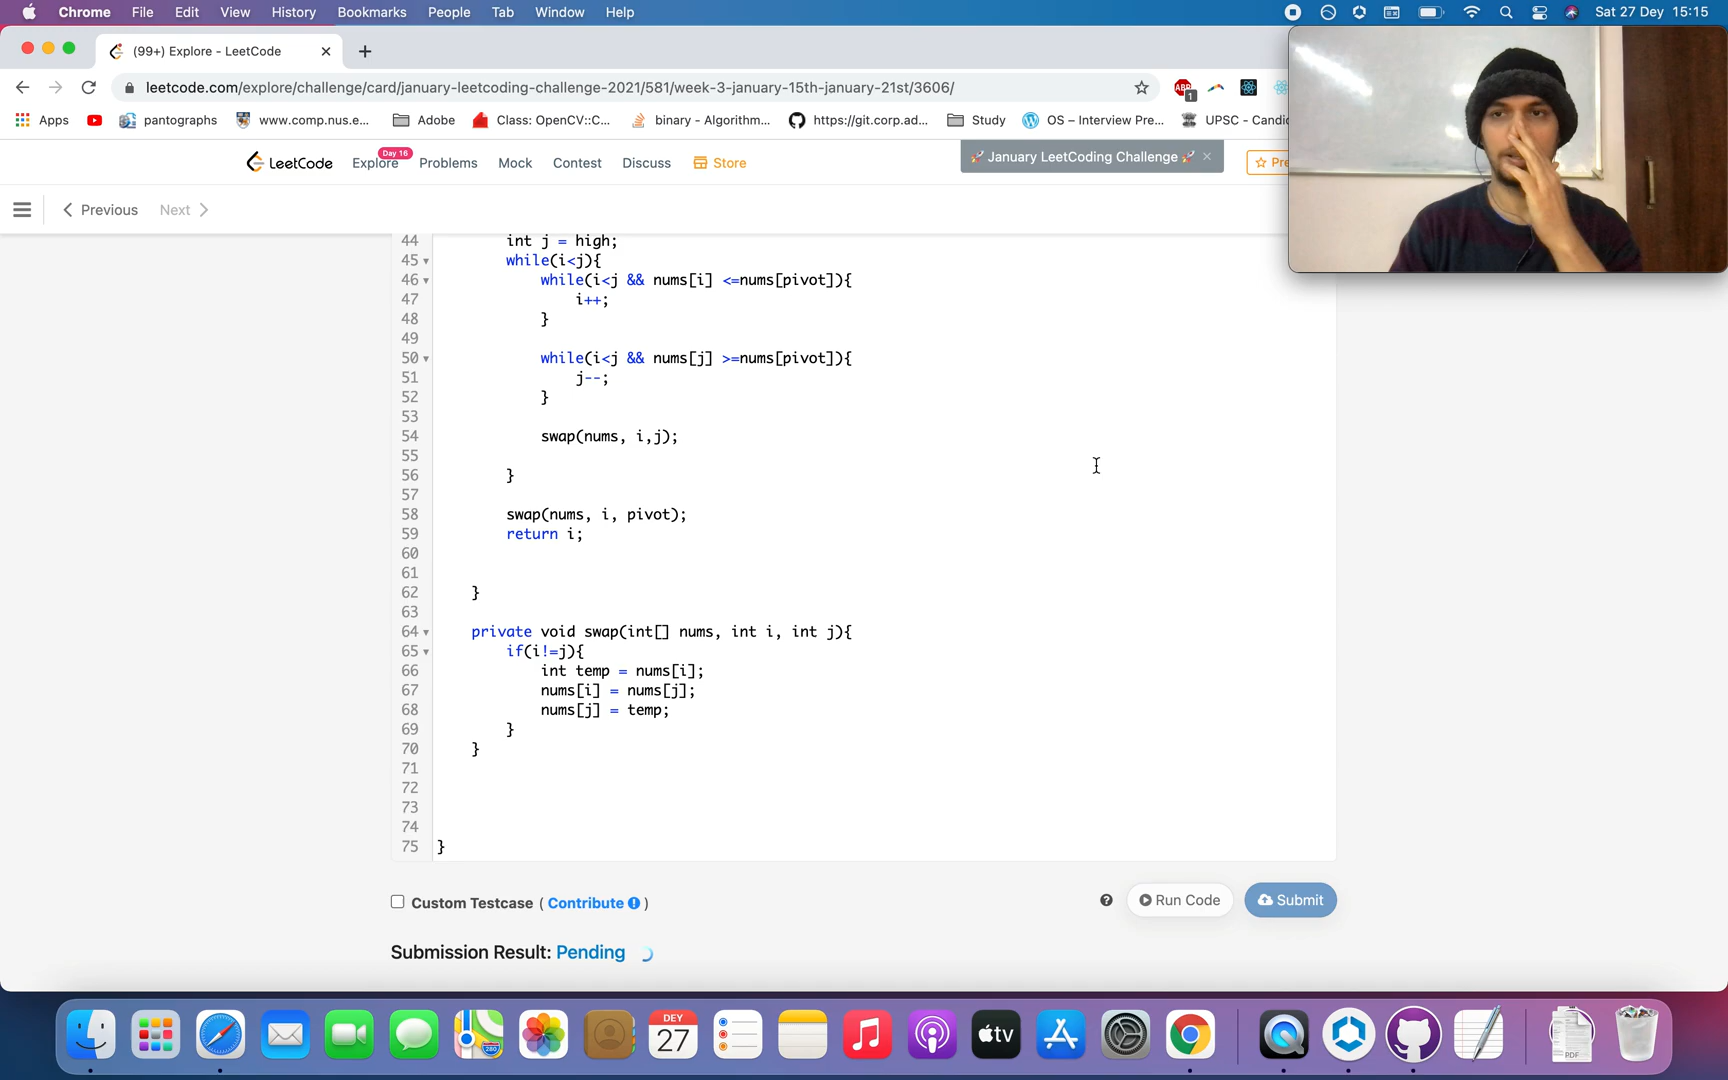 Chrome File Edit View History Bookmarks People Tab Window Help Sat 27 Dey 15:15
(99+) Explore - LeetCode
leetcode.com/explore/challenge/card/january-leetcoding-challenge-2021/581/week-3-january-15th-january-21st/3606/
ABP 1
Apps pantographs www.comp.nus.e... Adobe Class: OpenCV::C... binary - Algorithm... https://git.corp.ad... Study OS – Interview Pre... UPSC - Candid
LeetCode Explore Day 16 Problems Mock Contest Discuss Store January LeetCoding Challenge Pre
Previous Next
44 int j = high;
45 while(i<j){
46 while(i<j && nums[i] <=nums[pivot]){
47 i++;
48 }
49
50 while(i<j && nums[j] >=nums[pivot]){
51 j--;
52 }
53
54 swap(nums, i,j);
55
56 }
57
58 swap(nums, i, pivot);
59 return i;
60
61
62 }
63
64 private void swap(int[] nums, int i, int j){
65 if(i!=j){
66 int temp = nums[i];
67 nums[i] = nums[j];
68 nums[j] = temp;
69 }
70 }
71
72
73
74
75 }
Custom Testcase ( Contribute ) Run Code Submit
Submission Result: Pending
DEY
27
tv
PDF